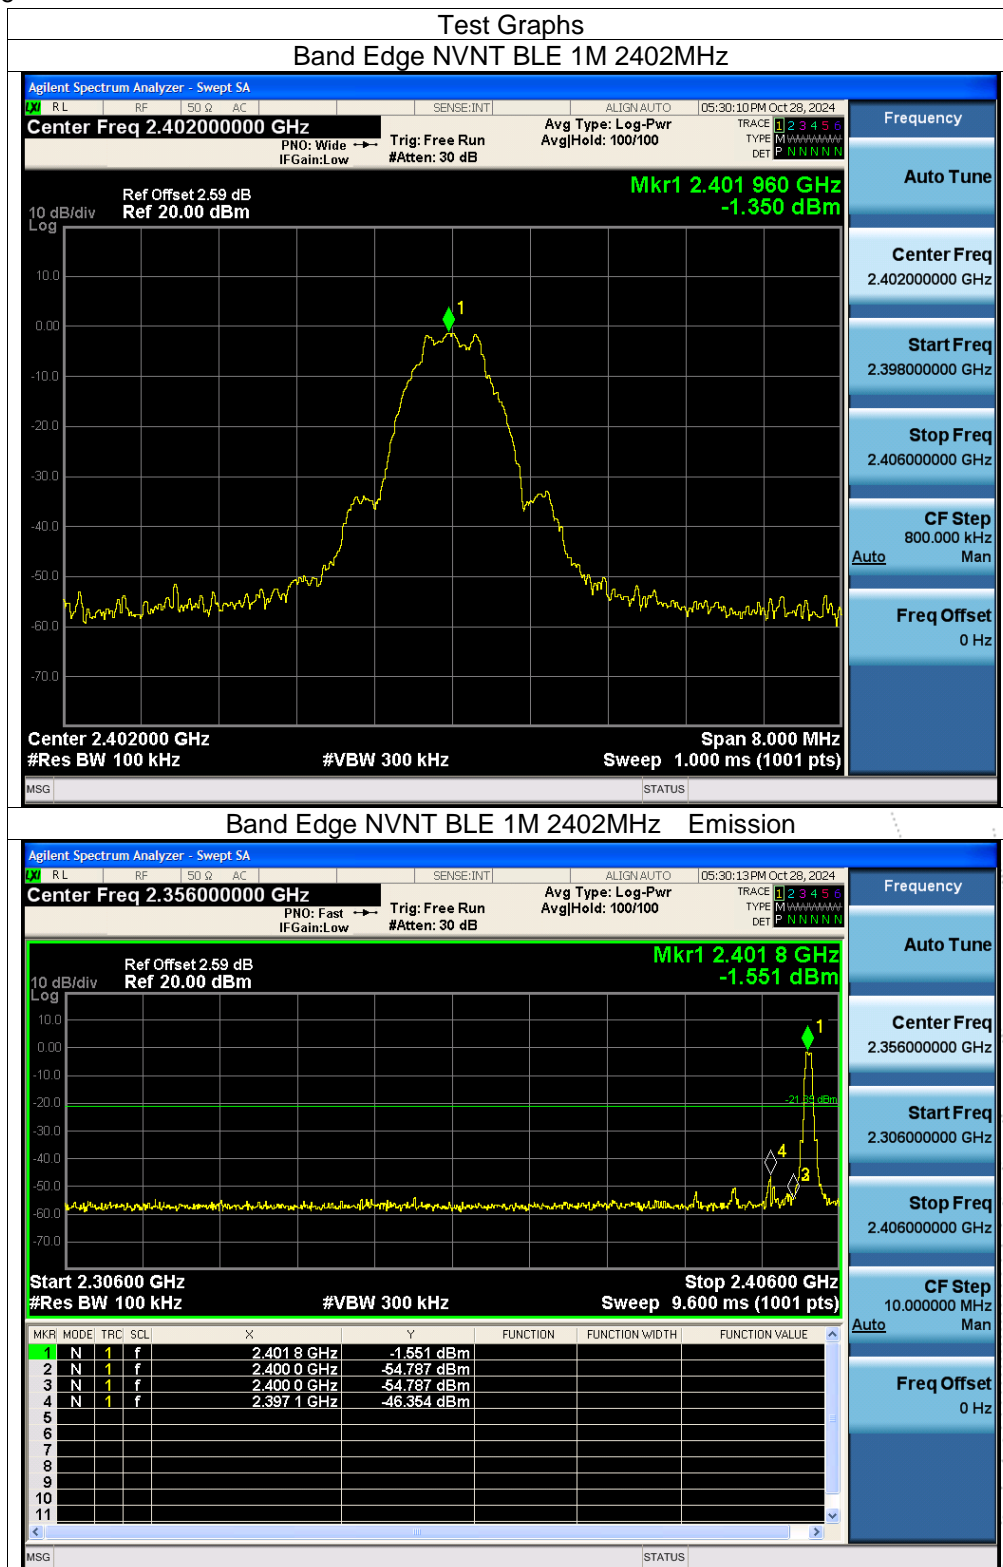 Test Graphs
Band Edge NVNT BLE 1M 2402MHz
Agilent Spectrum Analyzer - Swept SA
LXI RL RF 50 Ω AC SENSE:INT ALIGN AUTO 05:30:10 PM Oct 28, 2024
Center Freq 2.402000000 GHz
PNO: Wide
IFGain:Low
Trig: Free Run
#Atten: 30 dB
Avg Type: Log-Pwr
Avg|Hold: 100/100
TRACE 1 2 3 4 5 6
TYPE M W W W W W
DET P N N N N N
Ref Offset 2.59 dB
Ref 20.00 dBm
10 dB/div
Log
Mkr1 2.401 960 GHz
-1.350 dBm
1
10.0
0.00
-10.0
-20.0
-30.0
-40.0
-50.0
-60.0
-70.0
Center 2.402000 GHz Span 8.000 MHz
#Res BW 100 kHz #VBW 300 kHz Sweep 1.000 ms (1001 pts)
MSG STATUS
Frequency
Auto Tune
Center Freq
2.402000000 GHz
Start Freq
2.398000000 GHz
Stop Freq
2.406000000 GHz
CF Step
800.000 kHz
Auto Man
Freq Offset
0 Hz
Band Edge NVNT BLE 1M 2402MHz Emission
Agilent Spectrum Analyzer - Swept SA
LXI RL RF 50 Ω AC SENSE:INT ALIGN AUTO 05:30:13 PM Oct 28, 2024
Center Freq 2.356000000 GHz
PNO: Fast
IFGain:Low
Trig: Free Run
#Atten: 30 dB
Avg Type: Log-Pwr
Avg|Hold: 100/100
TRACE 1 2 3 4 5 6
TYPE M W W W W W
DET P N N N N N
Ref Offset 2.59 dB
Ref 20.00 dBm
10 dB/div
Log
Mkr1 2.401 8 GHz
-1.551 dBm
1
10.0
0.00
-10.0
-20.0
-21.35 dBm
-30.0
-40.0
4
-50.0
3
-60.0
-70.0
Start 2.30600 GHz Stop 2.40600 GHz
#Res BW 100 kHz #VBW 300 kHz Sweep 9.600 ms (1001 pts)
MKR MODE TRC SCL X Y FUNCTION FUNCTION WIDTH FUNCTION VALUE
1 N 1 f 2.401 8 GHz -1.551 dBm
2 N 1 f 2.400 0 GHz -54.787 dBm
3 N 1 f 2.400 0 GHz -54.787 dBm
4 N 1 f 2.397 1 GHz -46.354 dBm
5
6
7
8
9
10
11
MSG STATUS
Frequency
Auto Tune
Center Freq
2.356000000 GHz
Start Freq
2.306000000 GHz
Stop Freq
2.406000000 GHz
CF Step
10.000000 MHz
Auto Man
Freq Offset
0 Hz